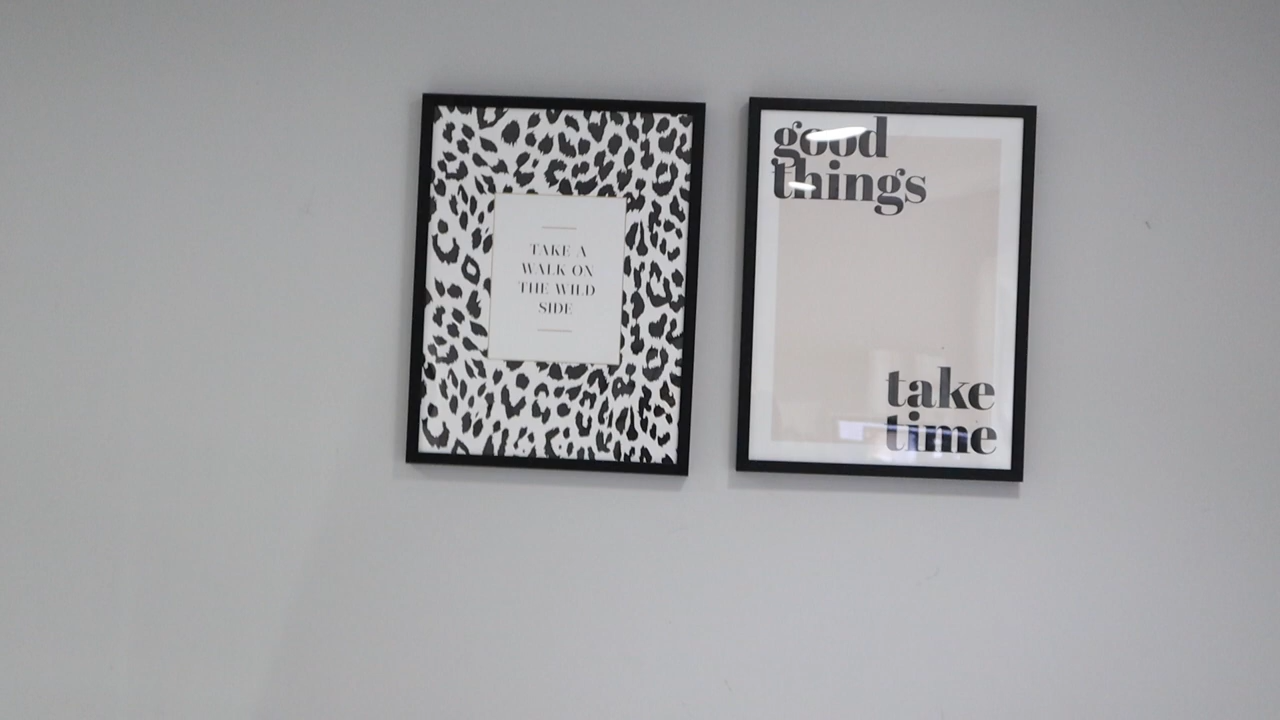 TAKE A
WALK ON
THE WILD
SIDE
good
things
take
time